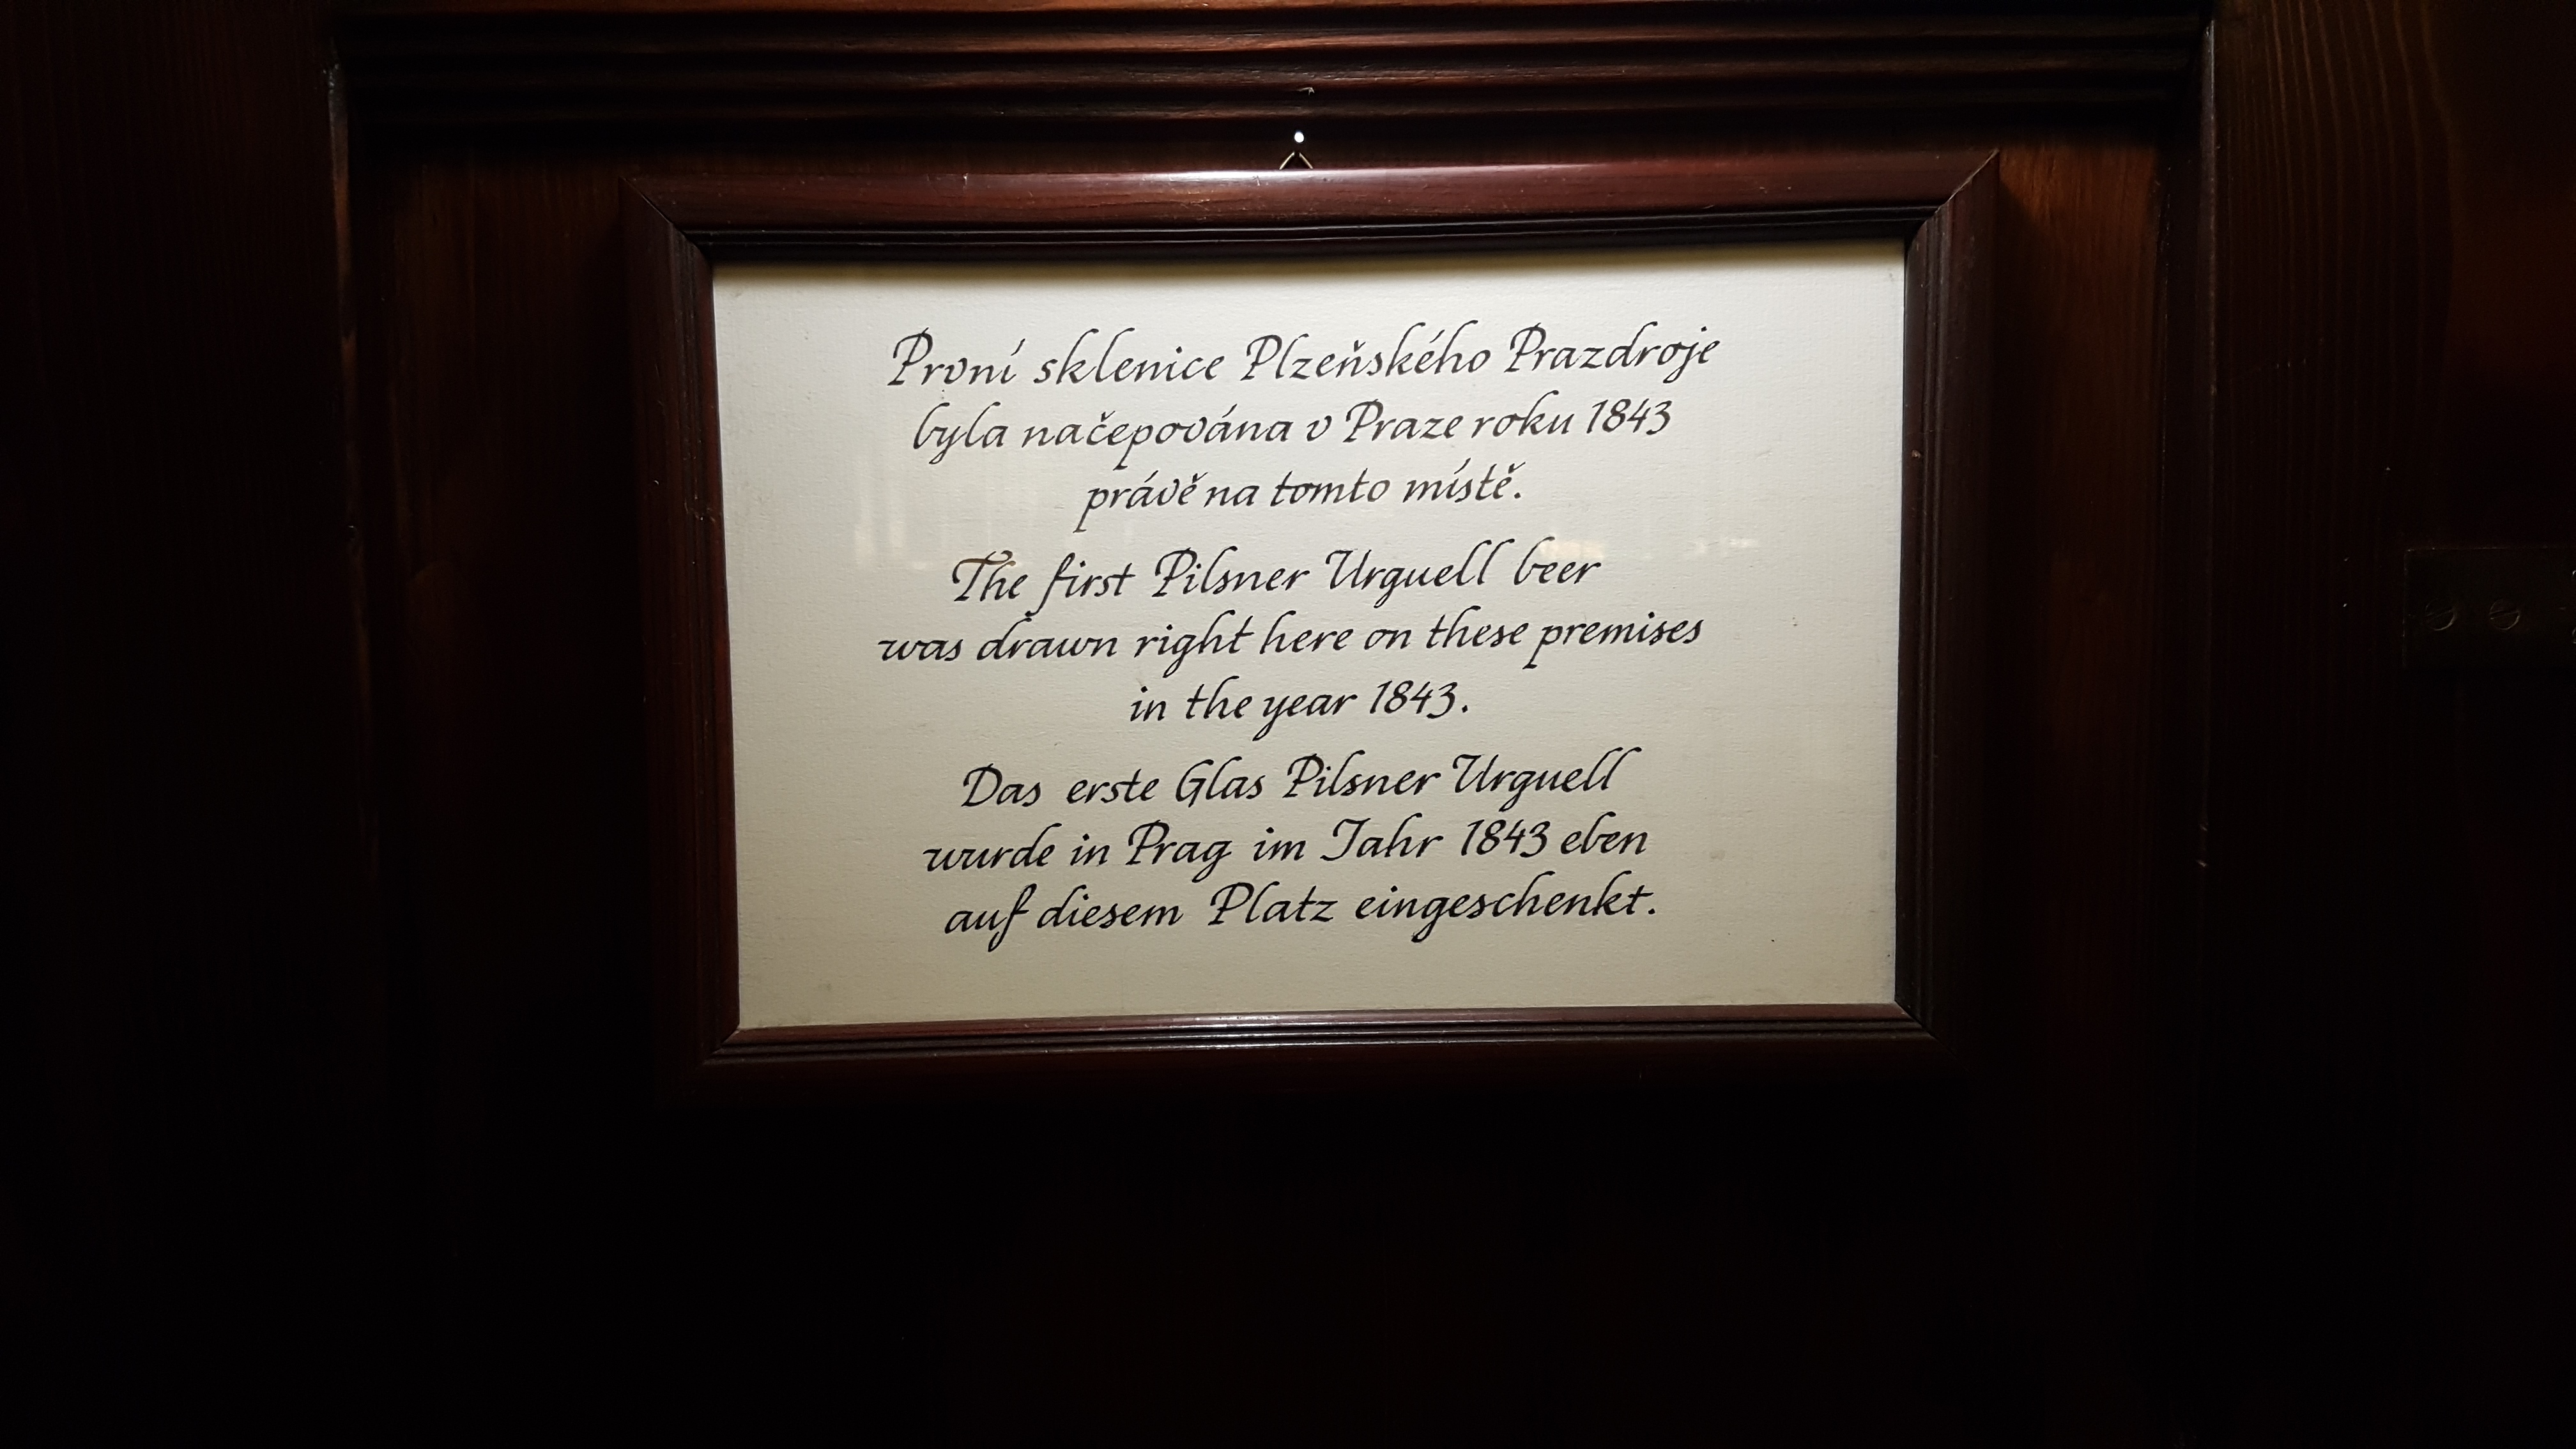 První sklenice Plzeňského Prazdroje
byla načepována v Praze roku 1843
právě na tomto místě.
The first Pilsner Urquell beer
was drawn right here on these premises
in the year 1843.
Das erste Glas Pilsner Urquell
wurde in Prag im Jahr 1843 eben
auf diesem Platz eingeschenkt.